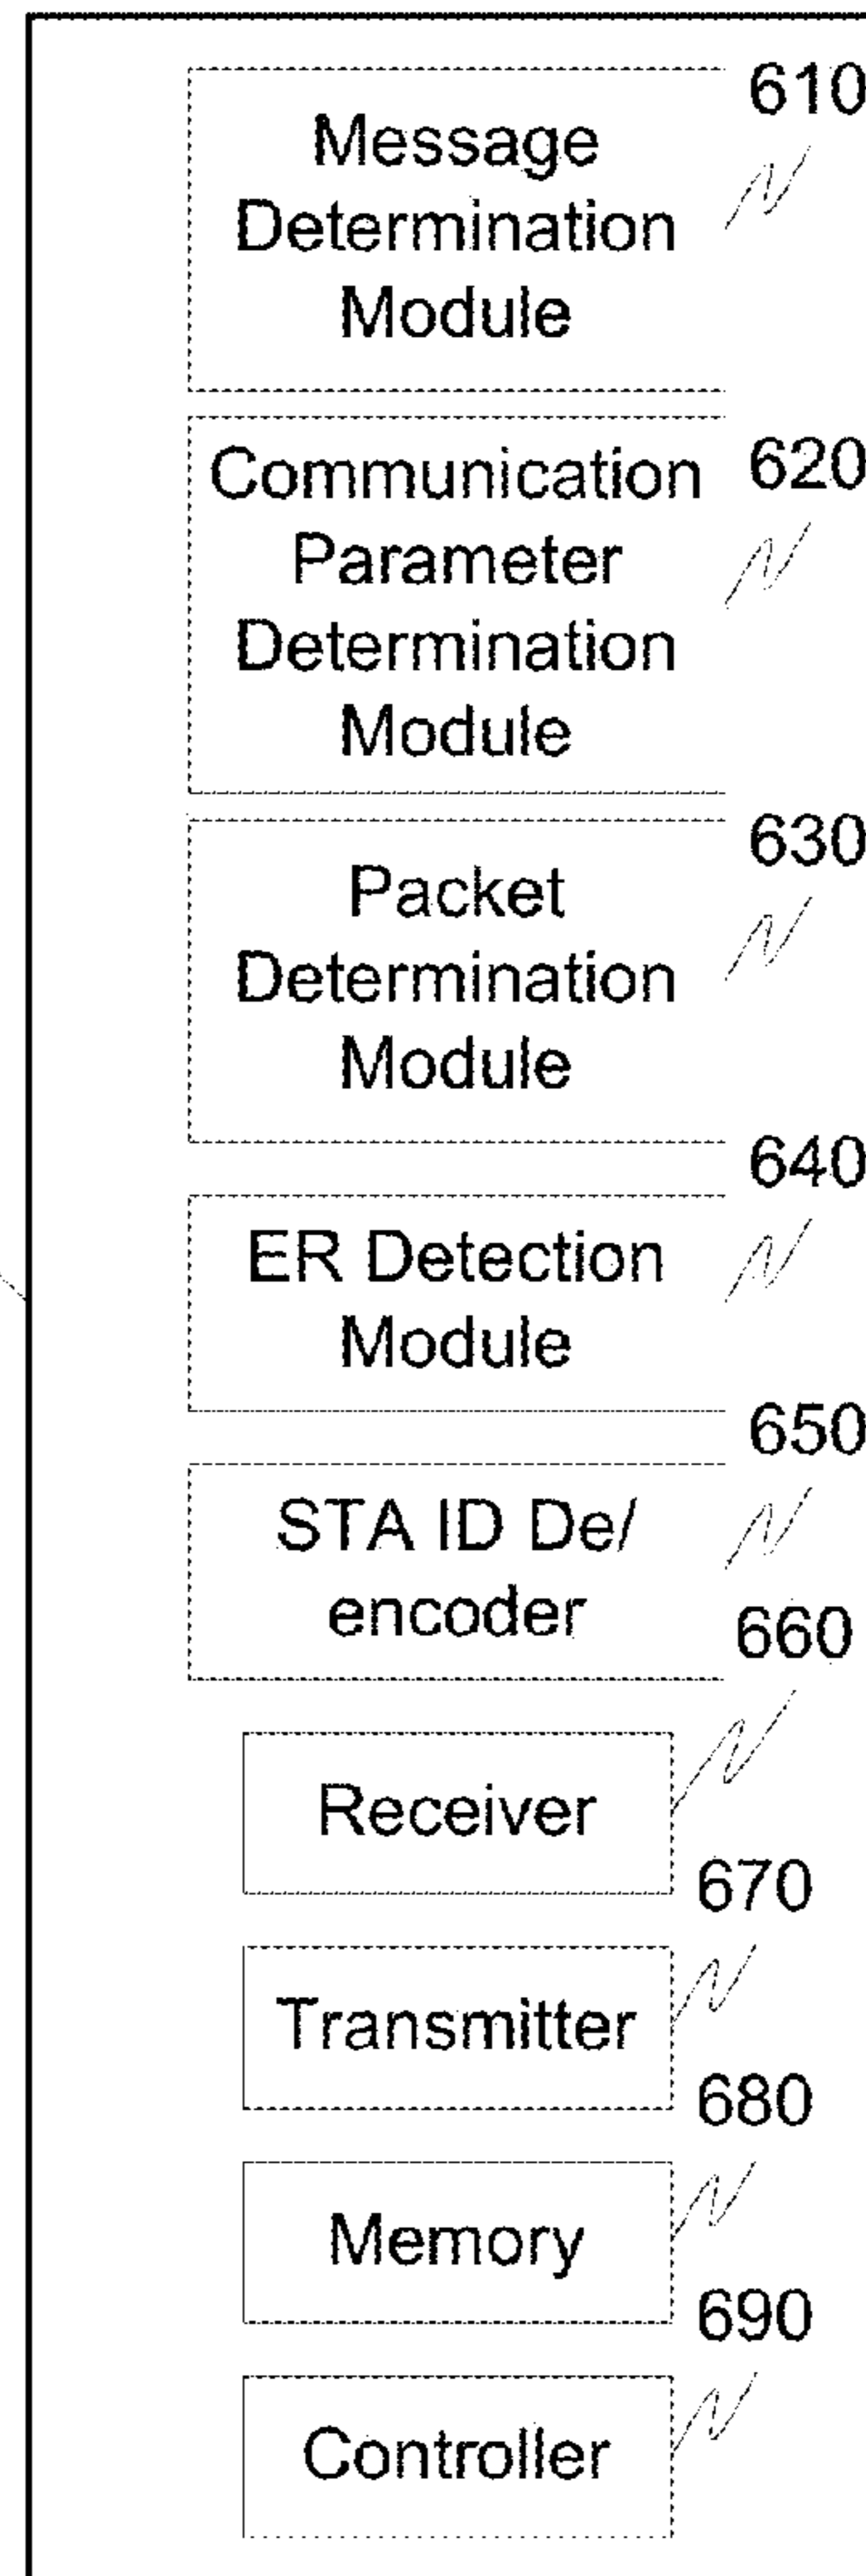 610
Message
Determination
Module
620
Communication
Parameter
Determination
Module
630
Packet
Determination
Module
640
ER Detection
Module
650
STA ID De/
encoder
660
Receiver
670
Transmitter
680
Memory
690
Controller